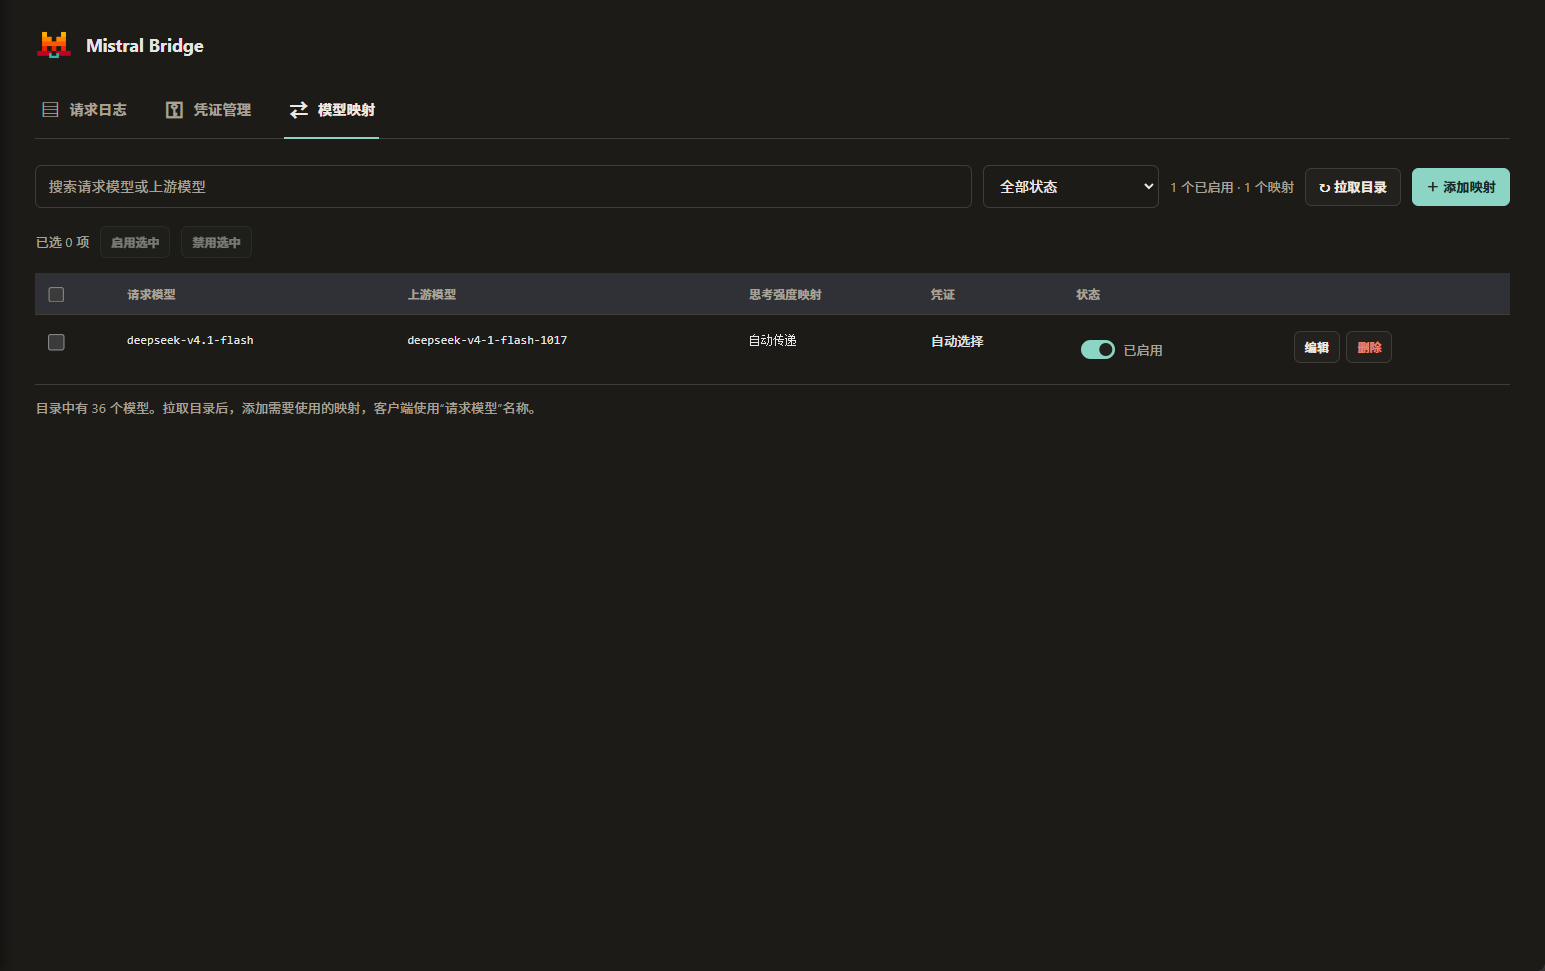 Mistral Bridge
请求日志 凭证管理 模型映射
搜索请求模型或上游模型 全部状态 1 个已启用 · 1 个映射 ↻ 拉取目录 + 添加映射
已选 0 项 启用选中 禁用选中
请求模型 上游模型 思考强度映射 凭证 状态
deepseek-v4.1-flash deepseek-v4-1-flash-1017 自动传递 自动选择 已启用 编辑 删除
目录中有 36 个模型。拉取目录后，添加需要使用的映射，客户端使用“请求模型”名称。